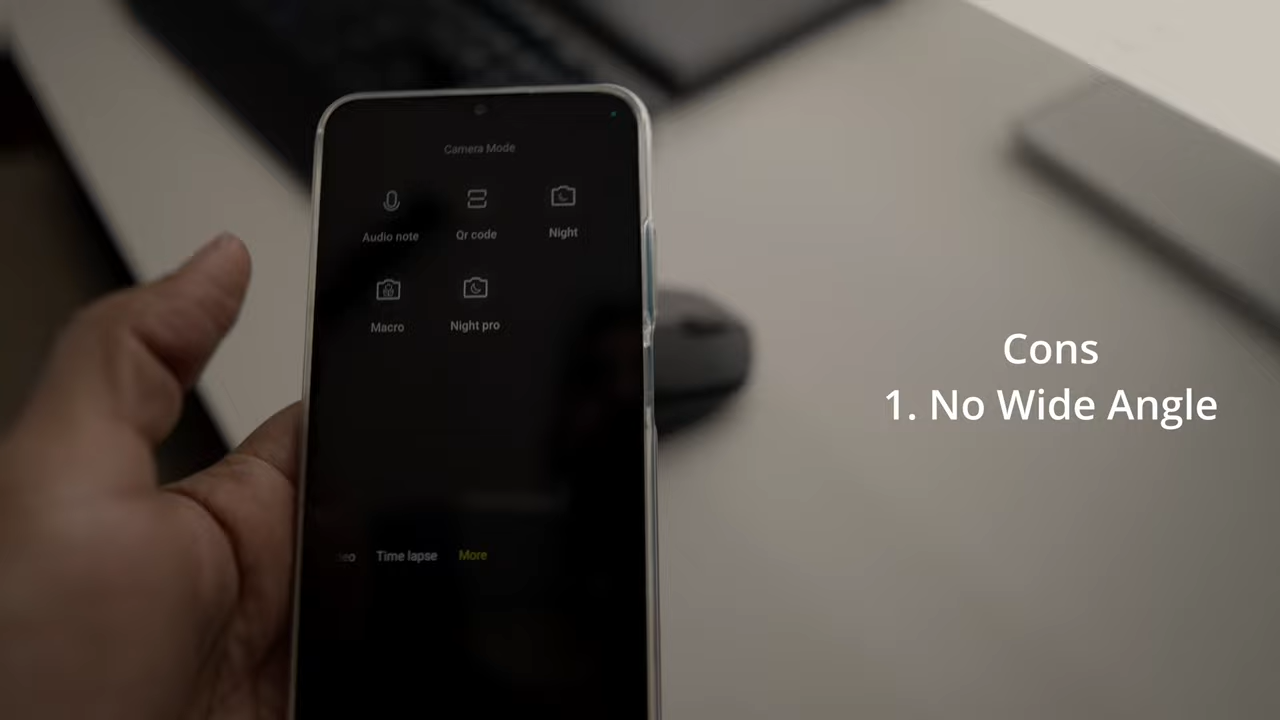 Camera Mode
Audio note
Qr code
Night
Macro
Night pro
Time lapse
More
Cons
1. No Wide Angle